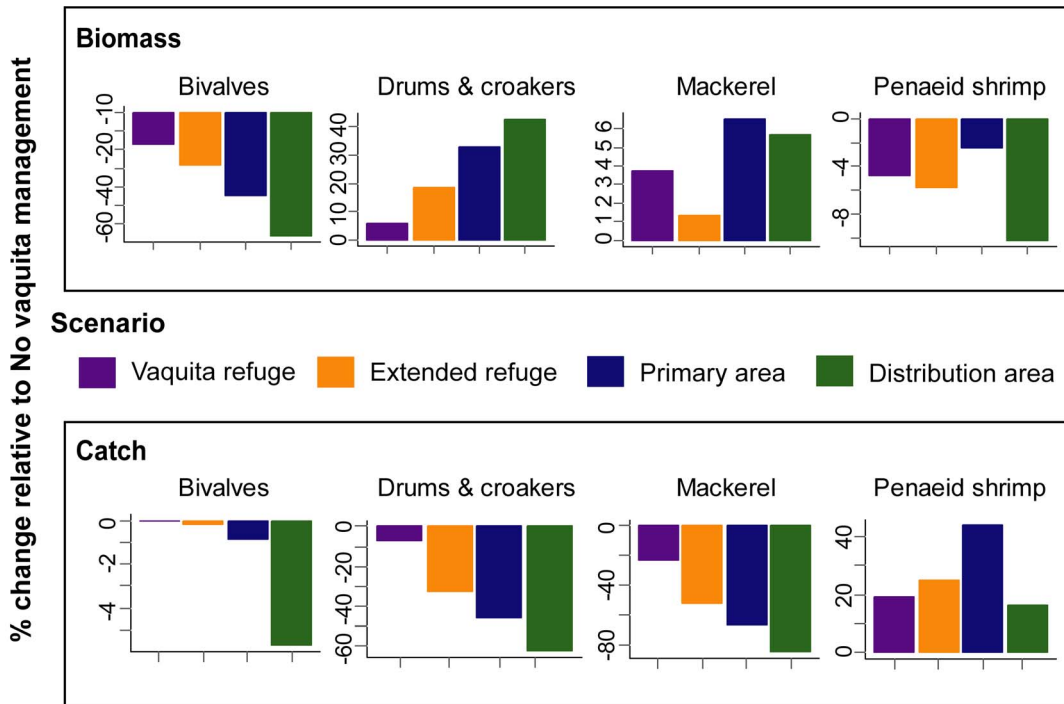 % change relative to No vaquita management
Biomass
Bivalves
-10
-20
-40
-60
Drums & croakers
40
30
20
10
0
Mackerel
6
5
4
3
2
1
0
Penaeid shrimp
0
-4
-8
Scenario
Vaquita refuge
Extended refuge
Primary area
Distribution area
Catch
Bivalves
0
-2
-4
Drums & croakers
0
-20
-40
-60
Mackerel
0
-40
-80
Penaeid shrimp
40
20
0